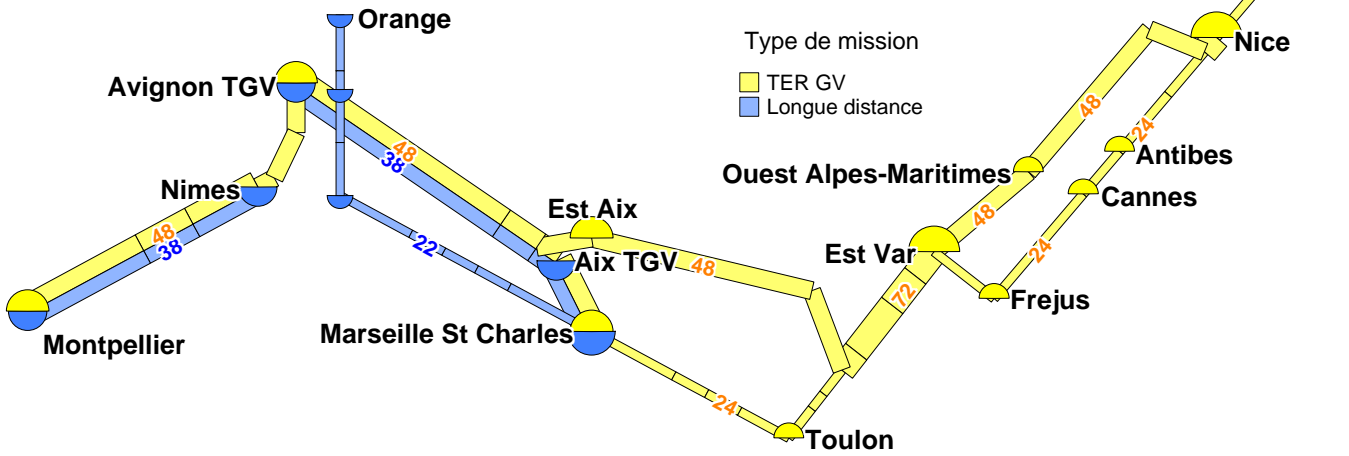 Orange
Type de mission
Nice
TER GV
Longue distance
Avignon TGV
48
48
38
24
Antibes
Ouest Alpes-Maritimes
Nimes
Cannes
Est Aix
48
48
38
22
Est Var
24
Aix TGV
48
72
Frejus
Montpellier
Marseille St Charles
24
Toulon